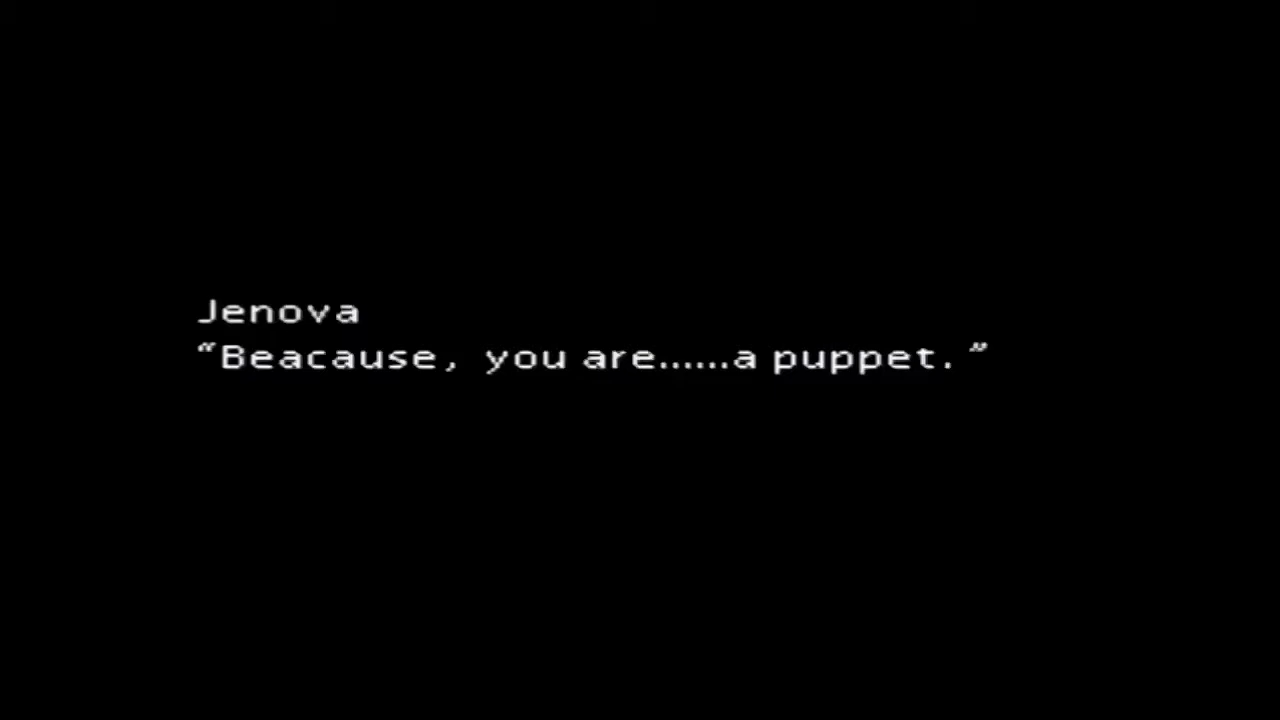 Jenova
“Beacause, you are......a puppet.”